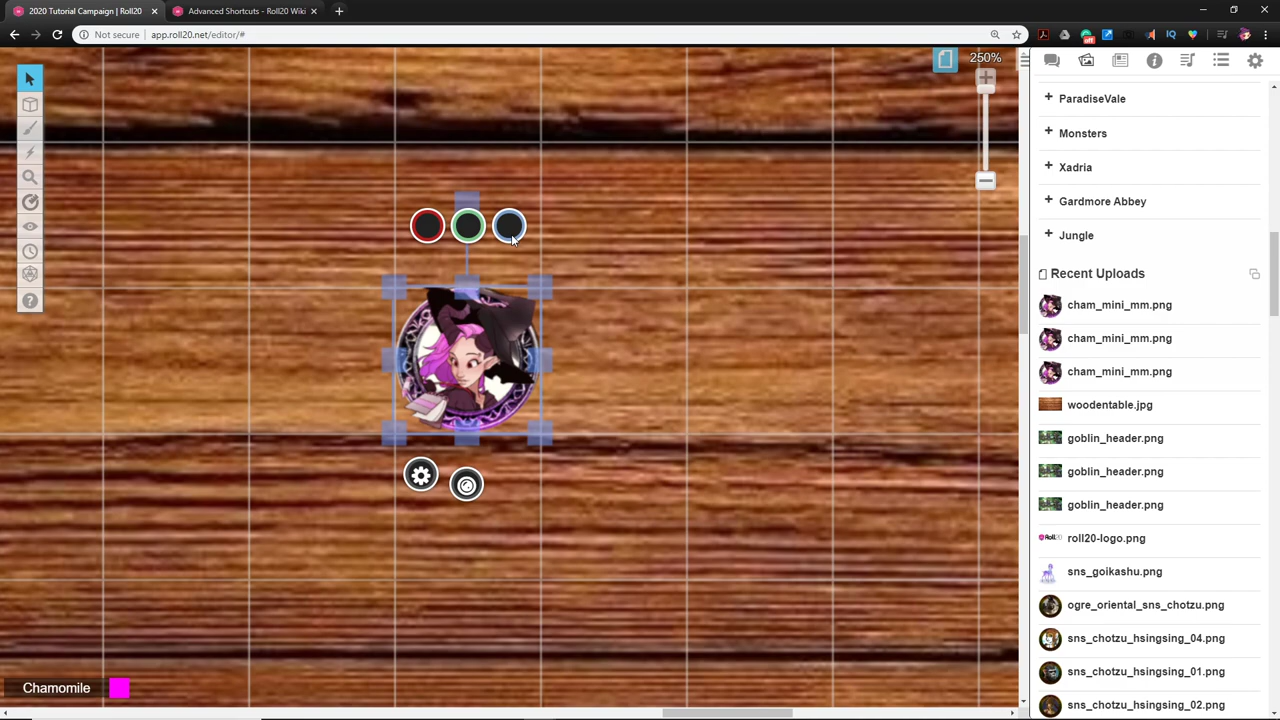 2020 Tutorial Campaign | Roll20
Advanced Shortcuts - Roll20 Wiki
Not secure | app.roll20.net/editor/#
250%
ParadiseVale
Monsters
Xadria
Gardmore Abbey
Jungle
Recent Uploads
cham_mini_mm.png
cham_mini_mm.png
cham_mini_mm.png
woodentable.jpg
goblin_header.png
goblin_header.png
goblin_header.png
roll20-logo.png
sns_goikashu.png
ogre_oriental_sns_chotzu.png
sns_chotzu_hsingsing_04.png
sns_chotzu_hsingsing_01.png
sns_chotzu_hsingsing_02.png
Chamomile